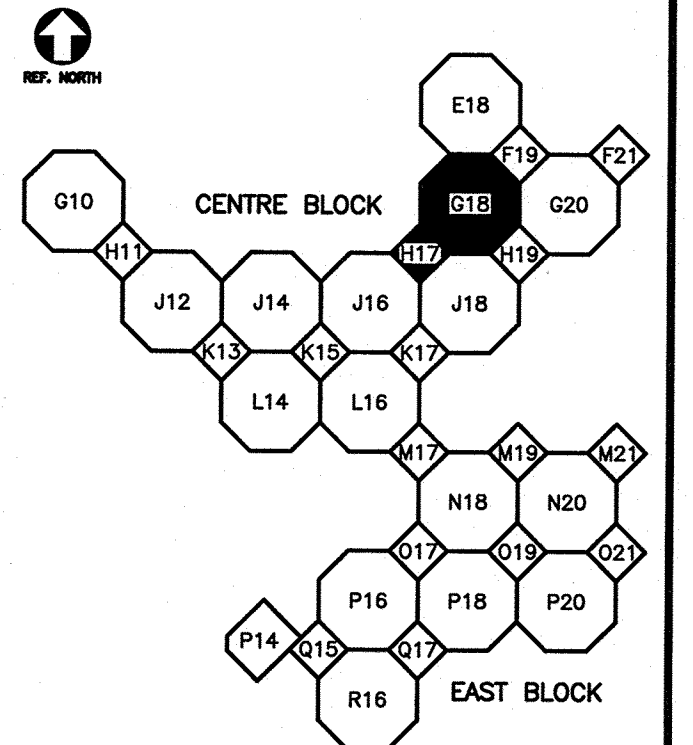 REF. NORTH
E18
F19 F21
G10 CENTRE BLOCK G18 G20
H11 H17 H19
J12 J14 J16 J18
K13 K15 K17
L14 L16
M17 M19 M21
N18 N20
O17 O19 O21
P16 P18 P20
P14 Q15 Q17
R16 EAST BLOCK